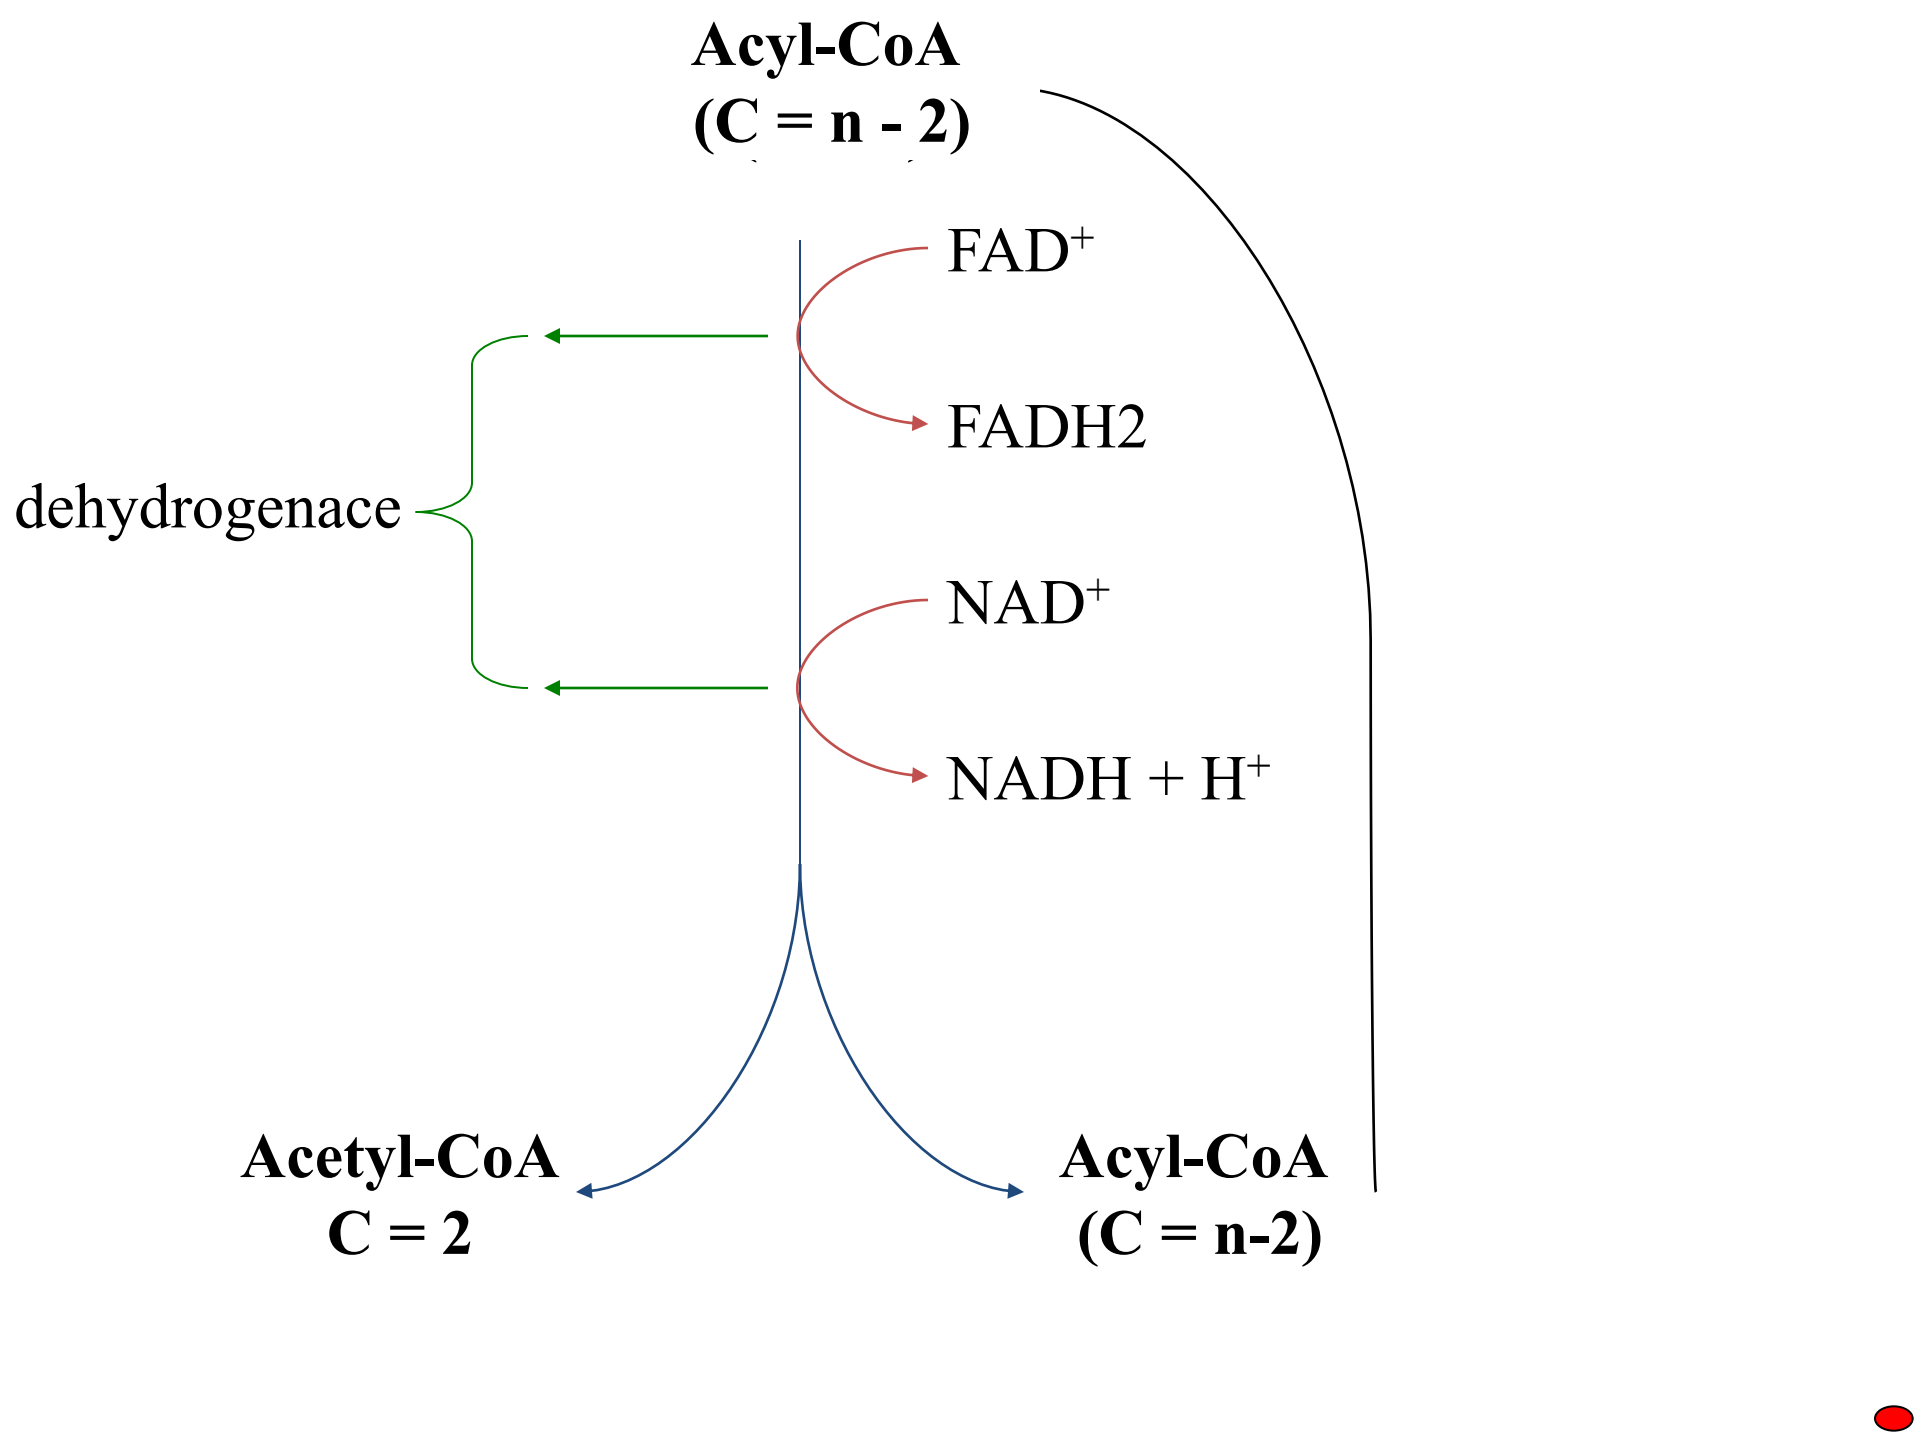 Acyl-CoA
(C = n - 2)
FAD⁺
FADH2
dehydrogenace
NAD⁺
NADH + H⁺
Acetyl-CoA
C = 2
Acyl-CoA
(C = n-2)